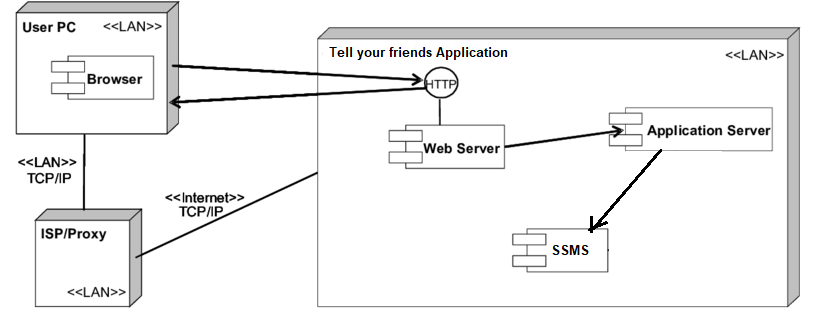 User PC
<<LAN>>
Browser
Tell your friends Application
<<LAN>>
HTTP
Web Server
Application Server
<<LAN>>
TCP/IP
<<Internet>>
TCP/IP
ISP/Proxy
<<LAN>>
SSMS